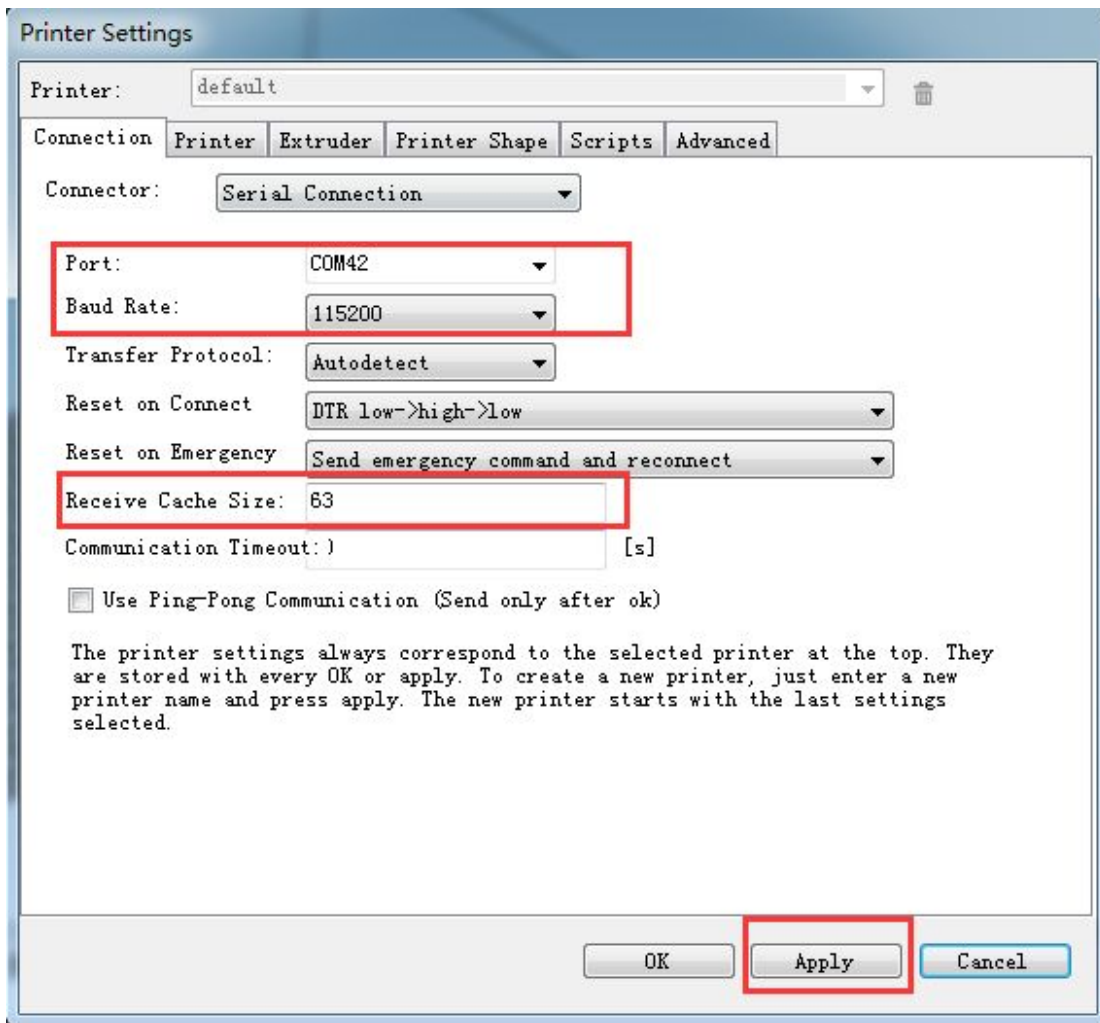 Printer Settings
Printer: default
Connection Printer Extruder Printer Shape Scripts Advanced
Connector: Serial Connection
Port: COM42
Baud Rate: 115200
Transfer Protocol: Autodetect
Reset on Connect DTR low->high->low
Reset on Emergency Send emergency command and reconnect
Receive Cache Size: 63
Communication Timeout: ) [s]
Use Ping-Pong Communication (Send only after ok)
The printer settings always correspond to the selected printer at the top. They
are stored with every OK or apply. To create a new printer, just enter a new
printer name and press apply. The new printer starts with the last settings
selected.
OK Apply Cancel